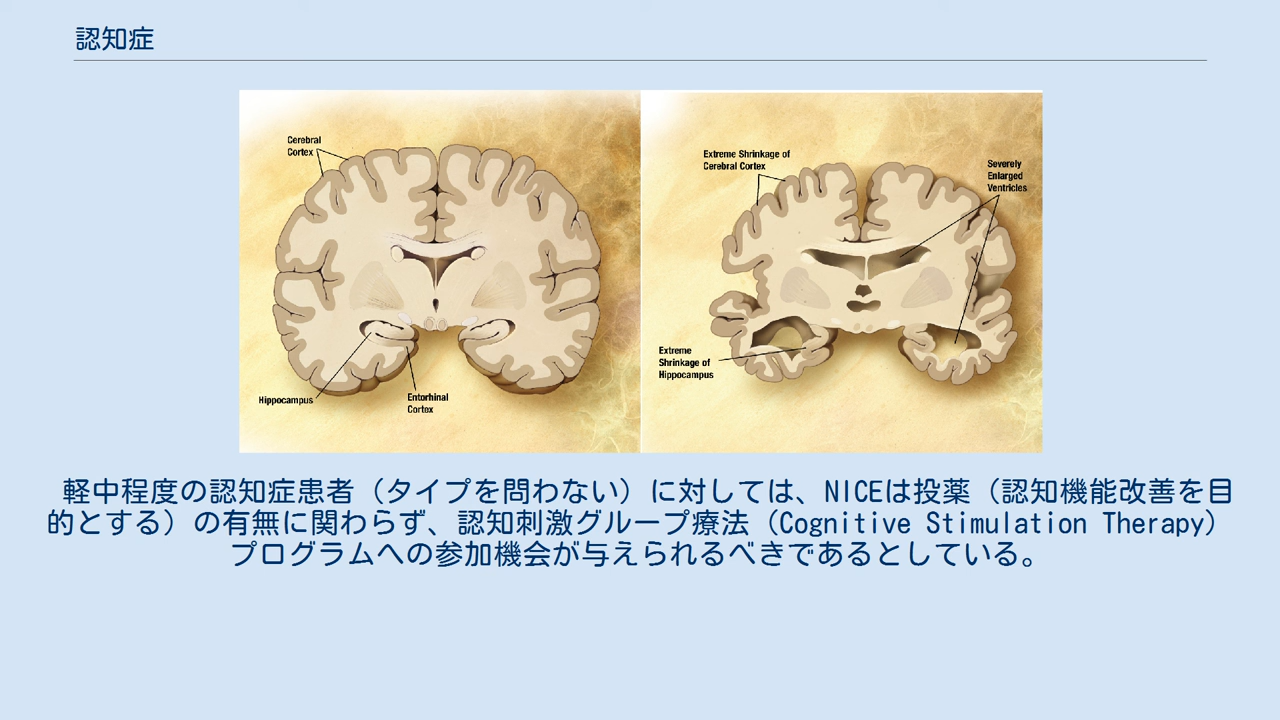 認知症
Cerebral
Cortex
Hippocampus
Entorhinal
Cortex
Extreme Shrinkage of
Cerebral Cortex
Severely
Enlarged
Ventricles
Extreme
Shrinkage of
Hippocampus
軽中程度の認知症患者（タイプを問わない）に対しては、NICEは投薬（認知機能改善を目
的とする）の有無に関わらず、認知刺激グループ療法（Cognitive Stimulation Therapy）
プログラムへの参加機会が与えられるべきであるとしている。